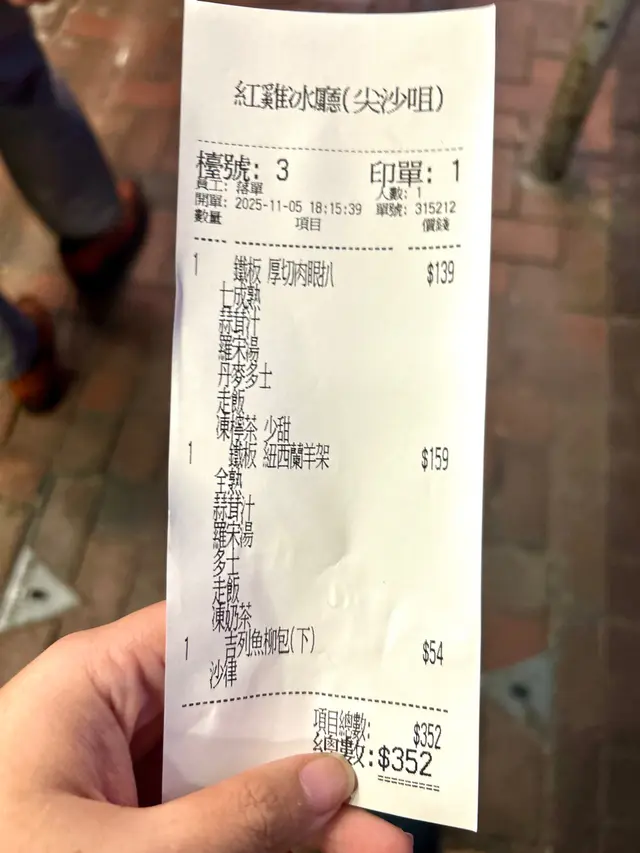 紅雞冰廳(尖沙咀)
檯號: 3 印單: 1
員工: 落單 人數: 1
開單: 2025-11-05 18:15:39 單號: 315212
數量 項目 價錢
1 鐵板 厚切肉眼扒 $139
七成熟
蒜茸汁
羅宋湯
丹麥多士
走飯
凍檸茶 少甜
1 鐵板 紐西蘭羊架 $159
全熟
蒜茸汁
羅宋湯
多士
走飯
凍奶茶
1 吉列魚柳包(下) $54
沙律
項目總數: $352
總數: $352